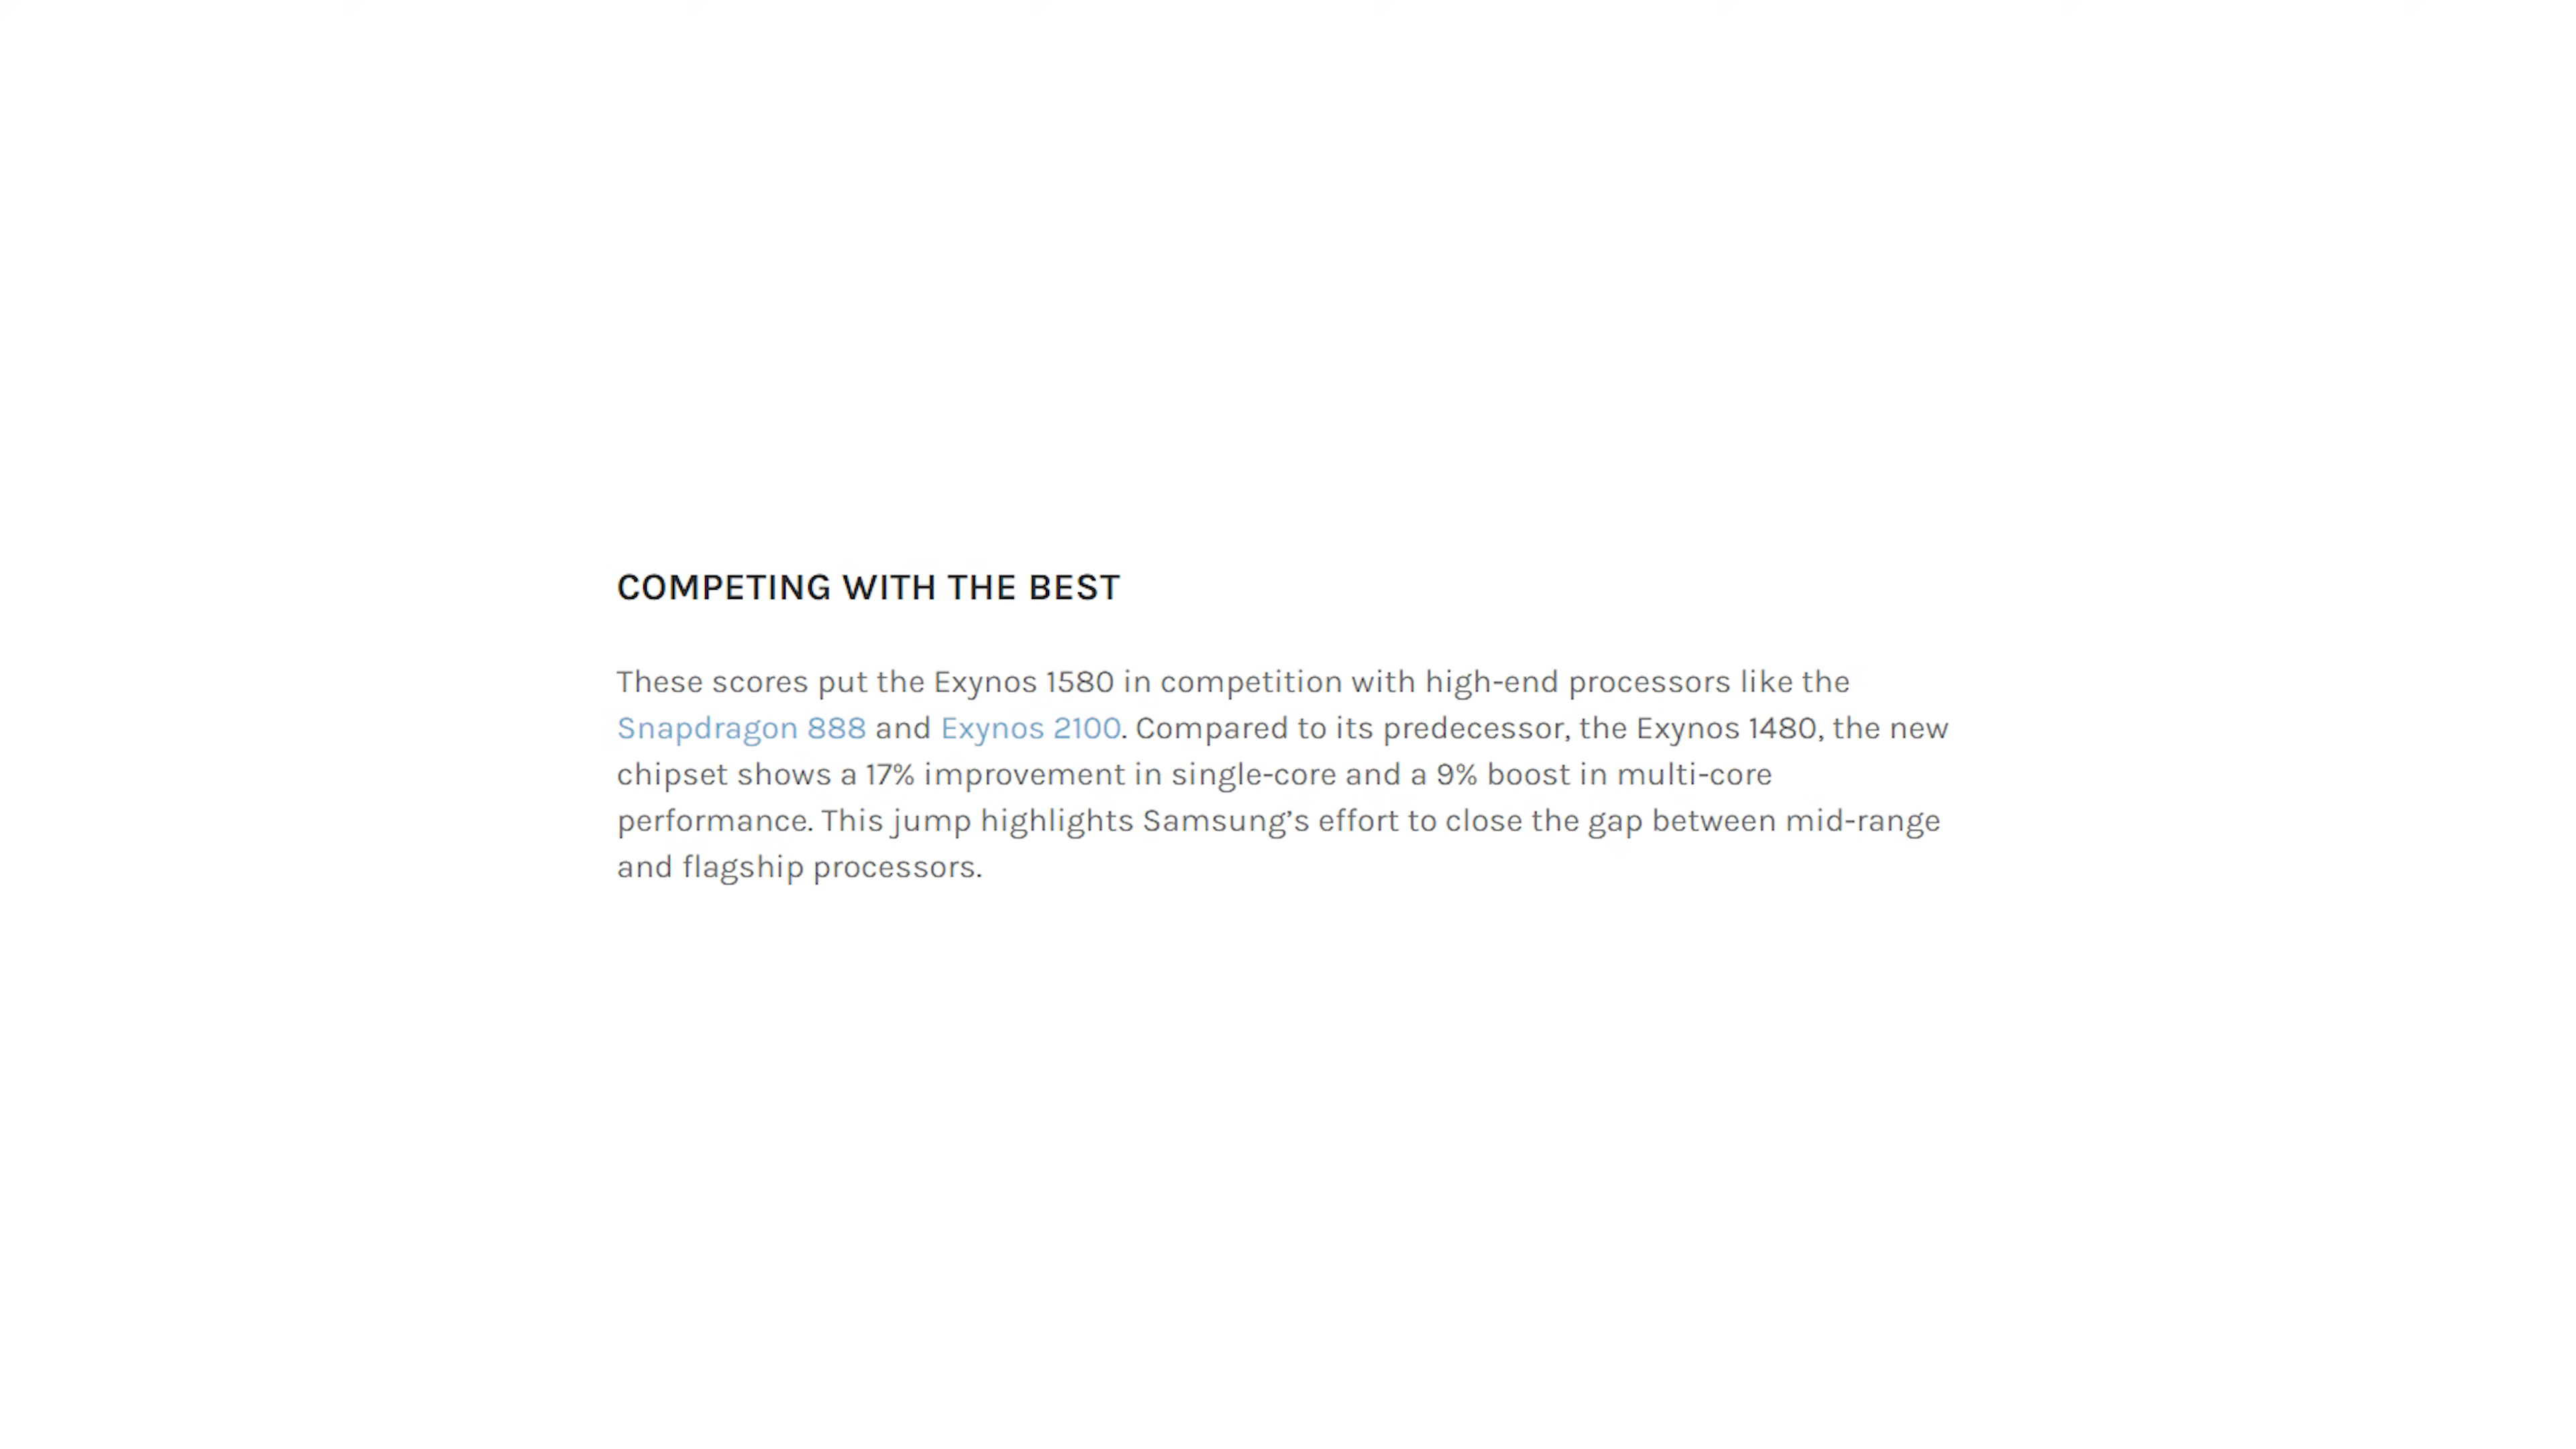 COMPETING WITH THE BEST
These scores put the Exynos 1580 in competition with high-end processors like the
Snapdragon 888 and Exynos 2100. Compared to its predecessor, the Exynos 1480, the new
chipset shows a 17% improvement in single-core and a 9% boost in multi-core
performance. This jump highlights Samsung’s effort to close the gap between mid-range
and flagship processors.